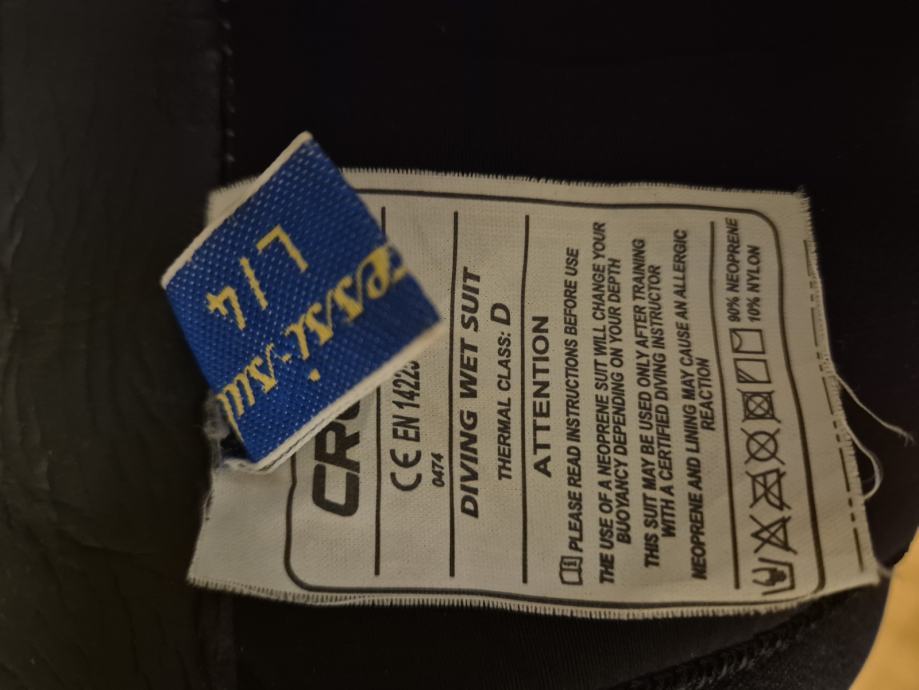 L/4
CE EN 14225
0474
DIVING WET SUIT
THERMAL CLASS: D
ATTENTION
PLEASE READ INSTRUCTIONS BEFORE USE
THE USE OF A NEOPRENE SUIT WILL CHANGE YOUR
BUOYANCY DEPENDING ON YOUR DEPTH
THIS SUIT MAY BE USED ONLY AFTER TRAINING
WITH A CERTIFIED DIVING INSTRUCTOR
NEOPRENE AND LINING MAY CAUSE AN ALLERGIC
REACTION
90% NEOPRENE
10% NYLON